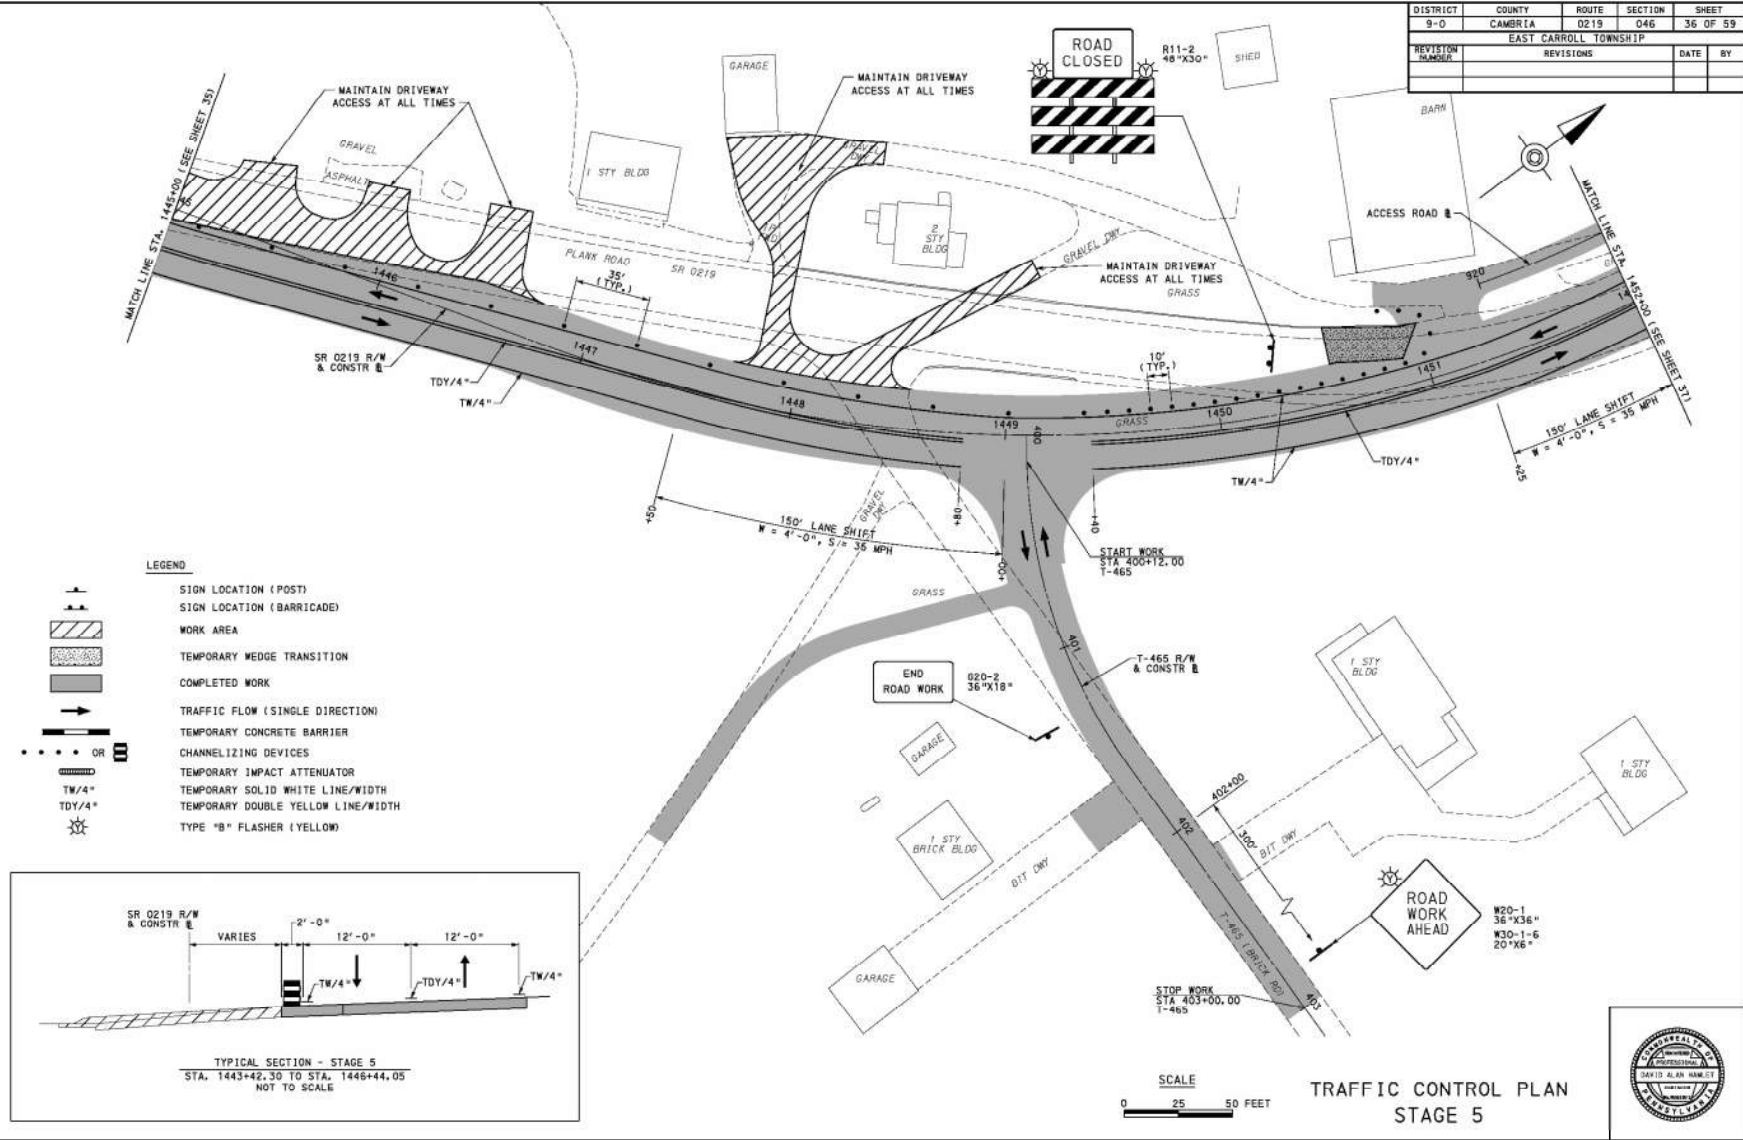 DISTRICT COUNTY ROUTE SECTION SHEET
9-0 CAMBRIA 0219 046 36 OF 59
EAST CARROLL TOWNSHIP
REVISION NUMBER REVISIONS DATE BY
ROAD
CLOSED
R11-2
48"X30"
SHED
GARAGE
BARN
MAINTAIN DRIVEWAY
ACCESS AT ALL TIMES
MAINTAIN DRIVEWAY
ACCESS AT ALL TIMES
GRAVEL
ASPHALT
1 STY BLDG
GRAVEL
DWY
2
STY
BLDG
GRAVEL DWY
MAINTAIN DRIVEWAY
ACCESS AT ALL TIMES
GRASS
ACCESS ROAD ℄
920
MATCH LINE STA. 1445+00 (SEE SHEET 35)
MATCH LINE STA. 1452+00 (SEE SHEET 37)
45
1446
PLANK ROAD
SR 0219
35'
(TYP.)
1447
SR 0219 R/W
& CONSTR ℄
TDY/4"
TW/4"
1448
1449
400
GRASS
10'
(TYP.)
1450
1451
TW/4"
TDY/4"
150' LANE SHIFT
W = 4'-0", S = 35 MPH
+25
+50
150' LANE SHIFT
W = 4'-0", S = 35 MPH
GRAVEL
DWY
+80
+00
+40
START WORK
STA 400+12.00
T-465
GRASS
401
T-465 R/W
& CONSTR ℄
END
ROAD WORK
G20-2
36"X18"
GARAGE
1 STY
BRICK BLDG
BIT DWY
GARAGE
1 STY
BLDG
1 STY
BLDG
402+00
402
300'
BIT DWY
T-465 (BRICK RD)
403
ROAD
WORK
AHEAD
W20-1
36"X36"
W30-1-6
20"X6"
STOP WORK
STA 403+00.00
T-465
LEGEND
SIGN LOCATION (POST)
SIGN LOCATION (BARRICADE)
WORK AREA
TEMPORARY WEDGE TRANSITION
COMPLETED WORK
TRAFFIC FLOW (SINGLE DIRECTION)
TEMPORARY CONCRETE BARRIER
OR CHANNELIZING DEVICES
TEMPORARY IMPACT ATTENUATOR
TW/4" TEMPORARY SOLID WHITE LINE/WIDTH
TDY/4" TEMPORARY DOUBLE YELLOW LINE/WIDTH
Y TYPE "B" FLASHER (YELLOW)
SR 0219 R/W
& CONSTR ℄
VARIES 2'-0" 12'-0" 12'-0"
TW/4" TDY/4" TW/4"
TYPICAL SECTION - STAGE 5
STA. 1443+42.30 TO STA. 1446+44.05
NOT TO SCALE
SCALE
0 25 50 FEET
TRAFFIC CONTROL PLAN
STAGE 5
COMMONWEALTH OF
PROFESSIONAL
DAVID ALAN HAMLET
PENNSYLVANIA